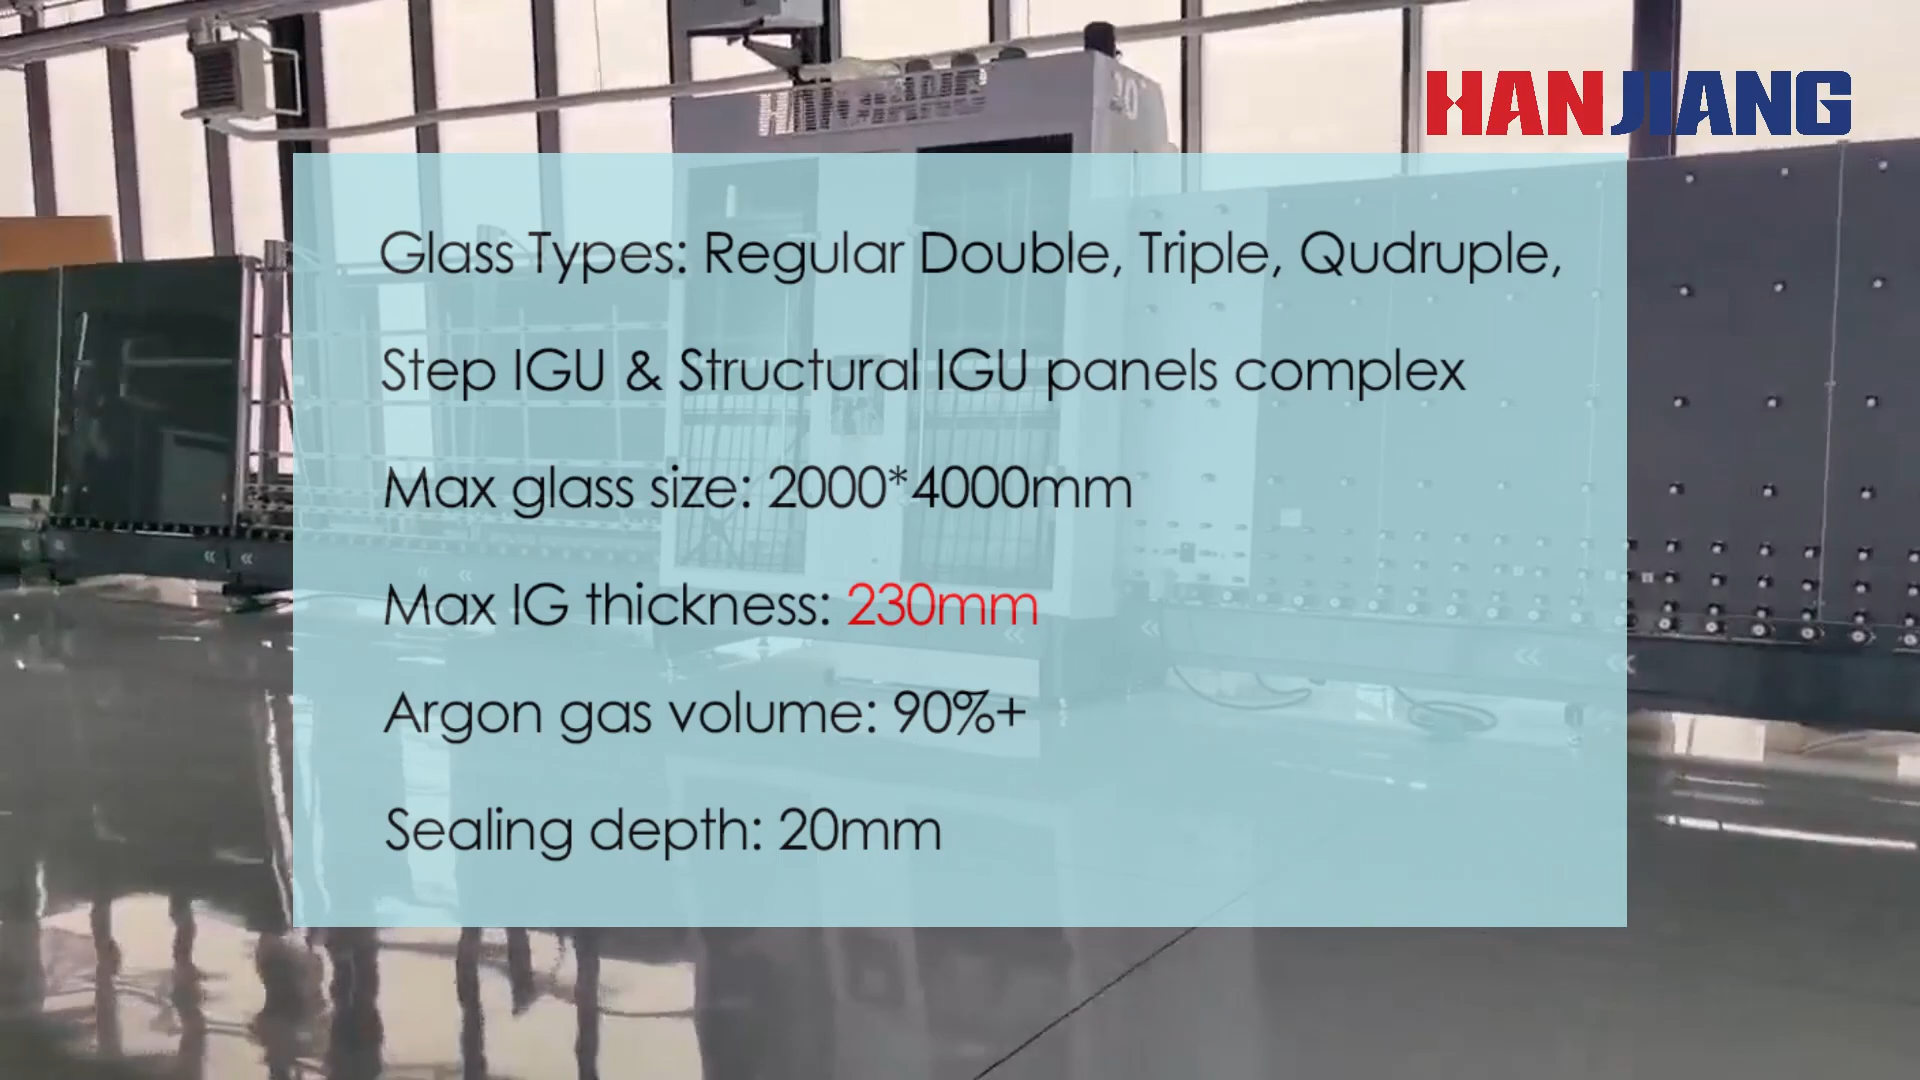 HANJIANG
Glass Types: Regular Double, Triple, Qudruple,
Step IGU & Structural IGU panels complex
Max glass size: 2000*4000mm
Max IG thickness: 230mm
Argon gas volume: 90%+
Sealing depth: 20mm